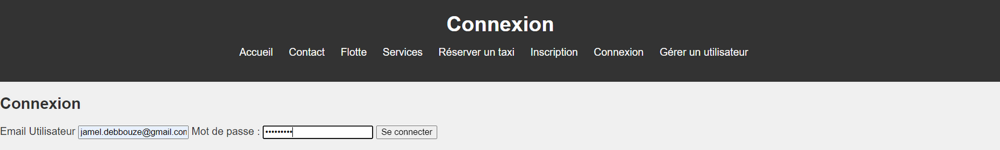 Connexion
Accueil Contact Flotte Services Réserver un taxi Inscription Connexion Gérer un utilisateur
Connexion
Email Utilisateur jamel.debbouze@gmail.con Mot de passe : ••••••••• Se connecter